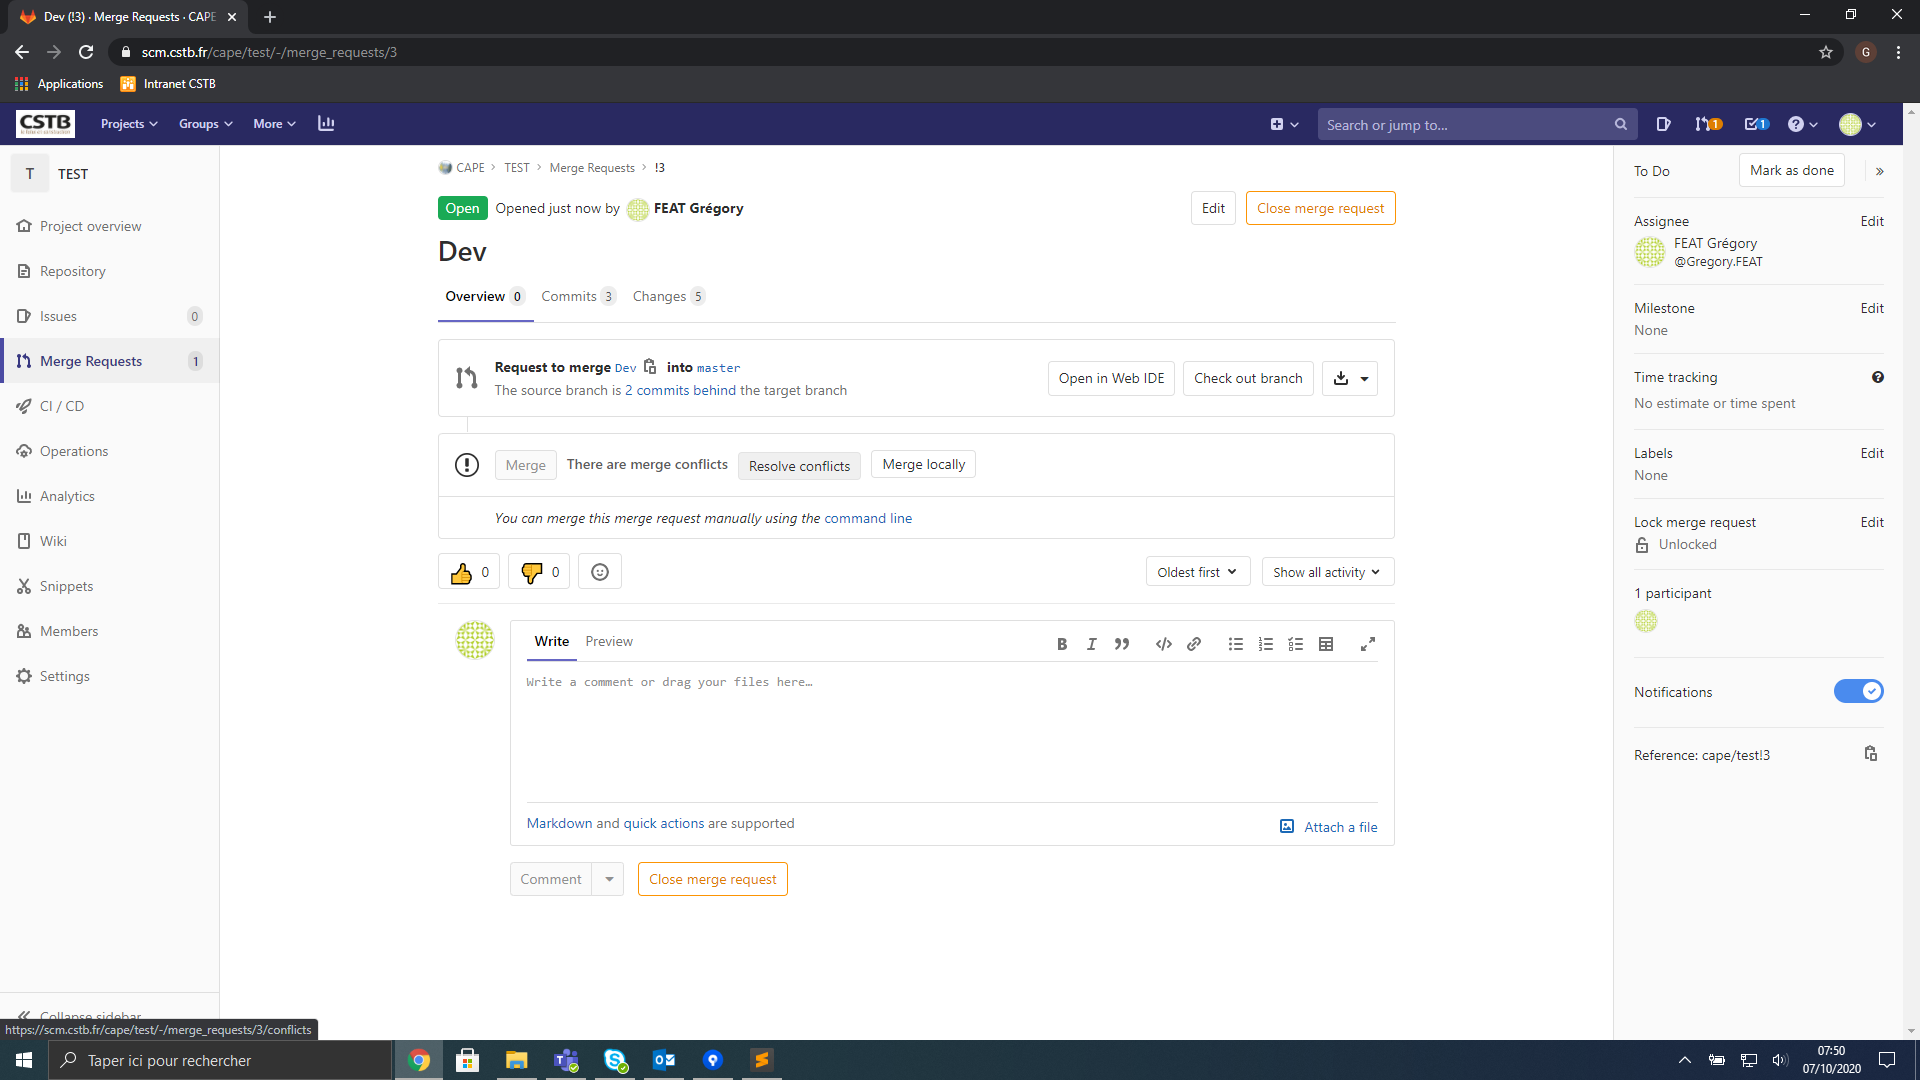 Dev (!3) · Merge Requests · CAPE
scm.cstb.fr/cape/test/-/merge_requests/3
G
Applications
Intranet CSTB
CSTB
Projects
Groups
More
Search or jump to...
1
1
T
TEST
Project overview
Repository
Issues 0
Merge Requests 1
CI / CD
Operations
Analytics
Wiki
Snippets
Members
Settings
Collapse sidebar
https://scm.cstb.fr/cape/test/-/merge_requests/3/conflicts
CAPE > TEST > Merge Requests > !3
Open Opened just now by FEAT Grégory
Edit
Close merge request
Dev
Overview 0 Commits 3 Changes 5
Request to merge Dev into master
The source branch is 2 commits behind the target branch
Open in Web IDE
Check out branch
Merge There are merge conflicts Resolve conflicts Merge locally
You can merge this merge request manually using the command line
0
0
Oldest first
Show all activity
Write Preview
Write a comment or drag your files here…
Markdown and quick actions are supported
Attach a file
Comment
Close merge request
To Do
Mark as done
Assignee Edit
FEAT Grégory
@Gregory.FEAT
Milestone Edit
None
Time tracking
No estimate or time spent
Labels Edit
None
Lock merge request Edit
Unlocked
1 participant
Notifications
Reference: cape/test!3
Taper ici pour rechercher
07:50
07/10/2020